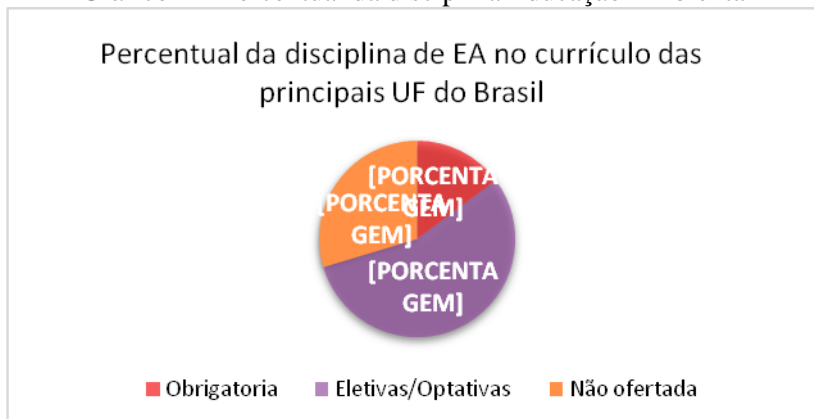 Percentual da disciplina de EA no currículo das
principais UF do Brasil
[PORCENTA
GEM]
[PORCENTA
GEM]
[PORCENTA
GEM]
Obrigatoria Eletivas/Optativas Não ofertada